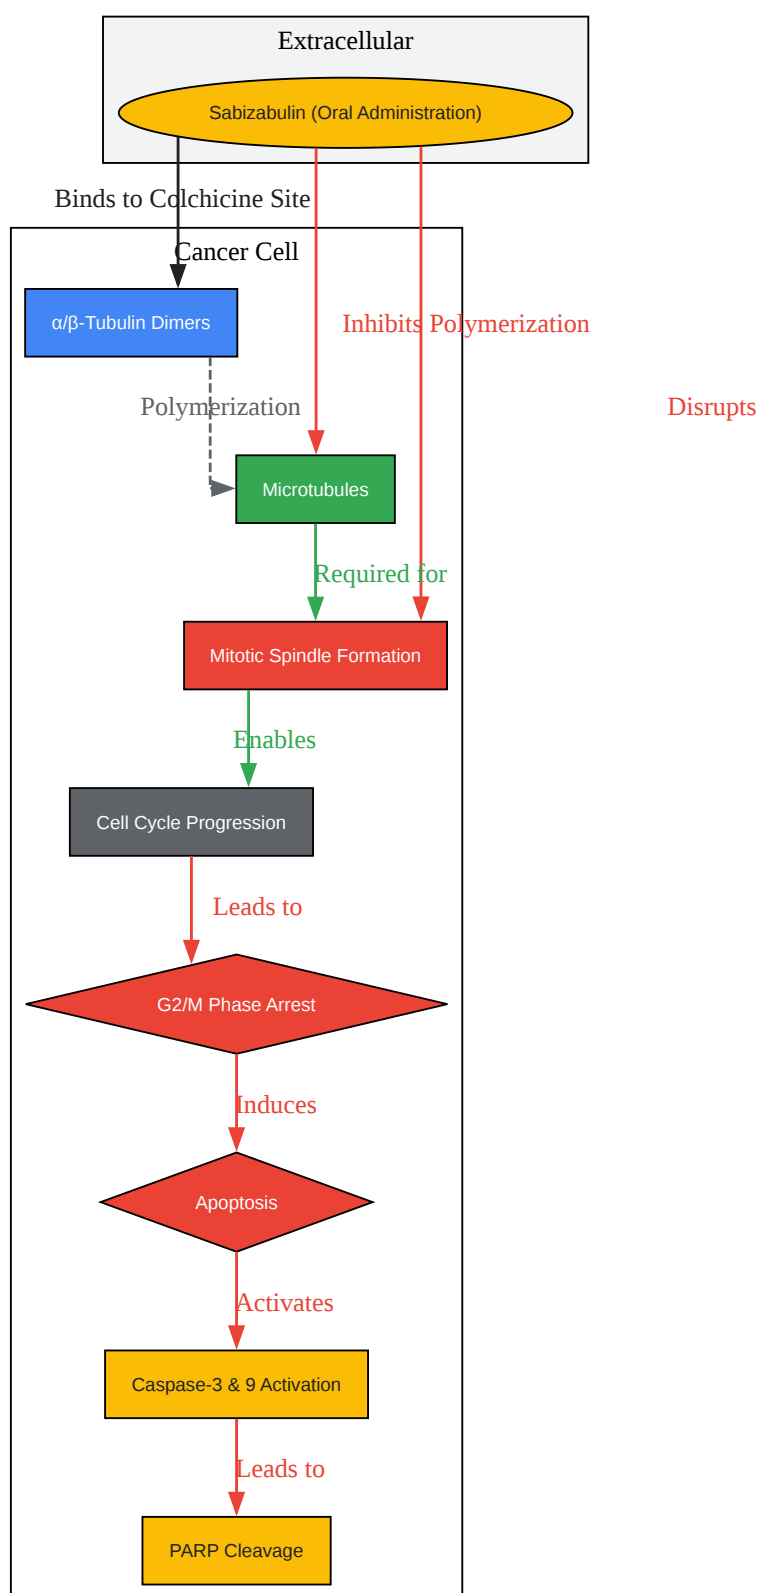 Extracellular
Sabizabulin (Oral Administration)
Binds to Colchicine Site
Cancer Cell
α/β-Tubulin Dimers
Inhibits Polymerization
Polymerization
Disrupts
Microtubules
Required for
Mitotic Spindle Formation
Enables
Cell Cycle Progression
Leads to
G2/M Phase Arrest
Induces
Apoptosis
Activates
Caspase-3 & 9 Activation
Leads to
PARP Cleavage